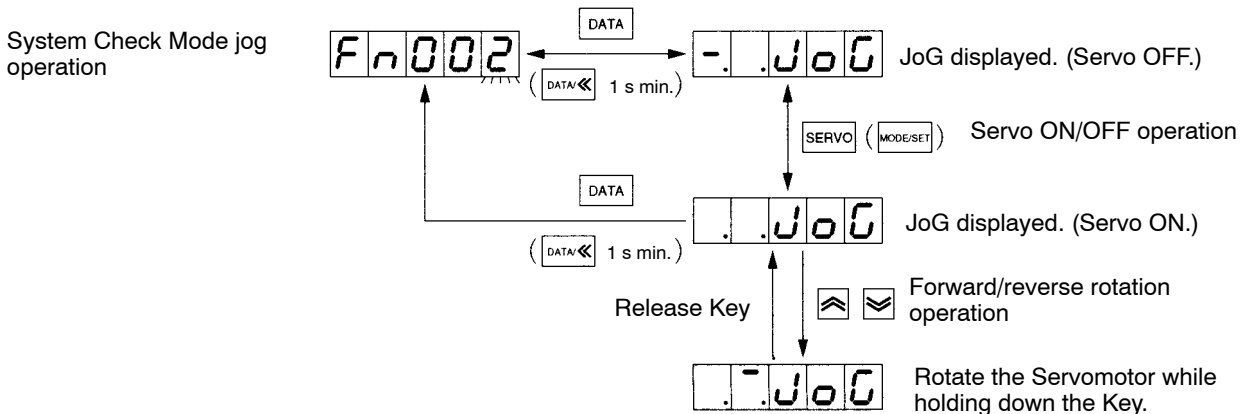 DATA
System Check Mode jog
operation
Fn002
-. .JoG
JoG displayed. (Servo OFF.)
(DATA/≪ 1 s min.)
SERVO (MODE/SET) Servo ON/OFF operation
DATA
. .JoG
JoG displayed. (Servo ON.)
(DATA/≪ 1 s min.)
Release Key
Forward/reverse rotation
operation
. ¯.JoG
Rotate the Servomotor while
holding down the Key.